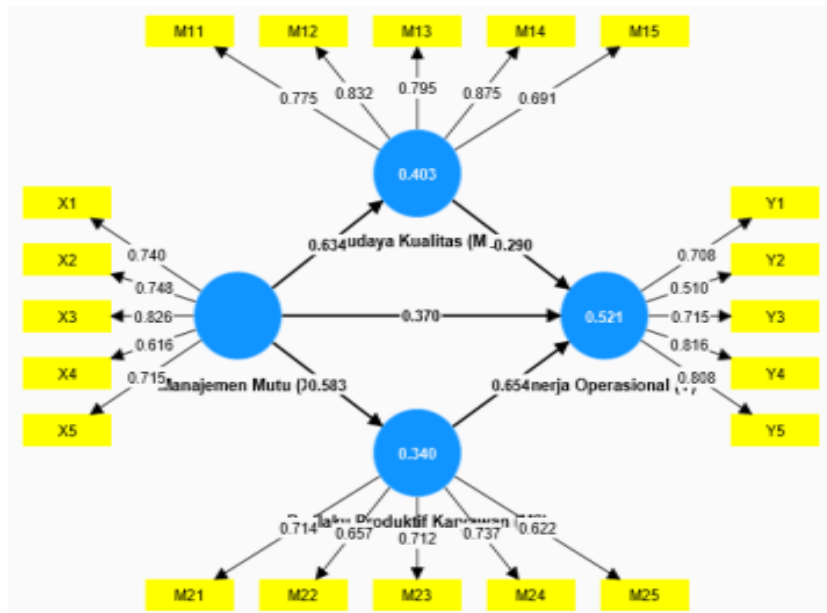 M11 M12 M13 M14 M15
0.775 0.832 0.795 0.875 0.691
0.403
X1 Y1
0.740 0.634 udaya Kualitas (M -0.290 0.708
X2 Y2
0.748 0.510
X3 0.826 0.370 0.521 0.715 Y3
0.616 0.816
X4 Y4
0.715 Manajemen Mutu ( 0.583 0.654 nerja Operasional ( 0.808
X5 Y5
0.340
0.714 0.657 Produktif 0.712 0.737 0.622
M21 M22 M23 M24 M25